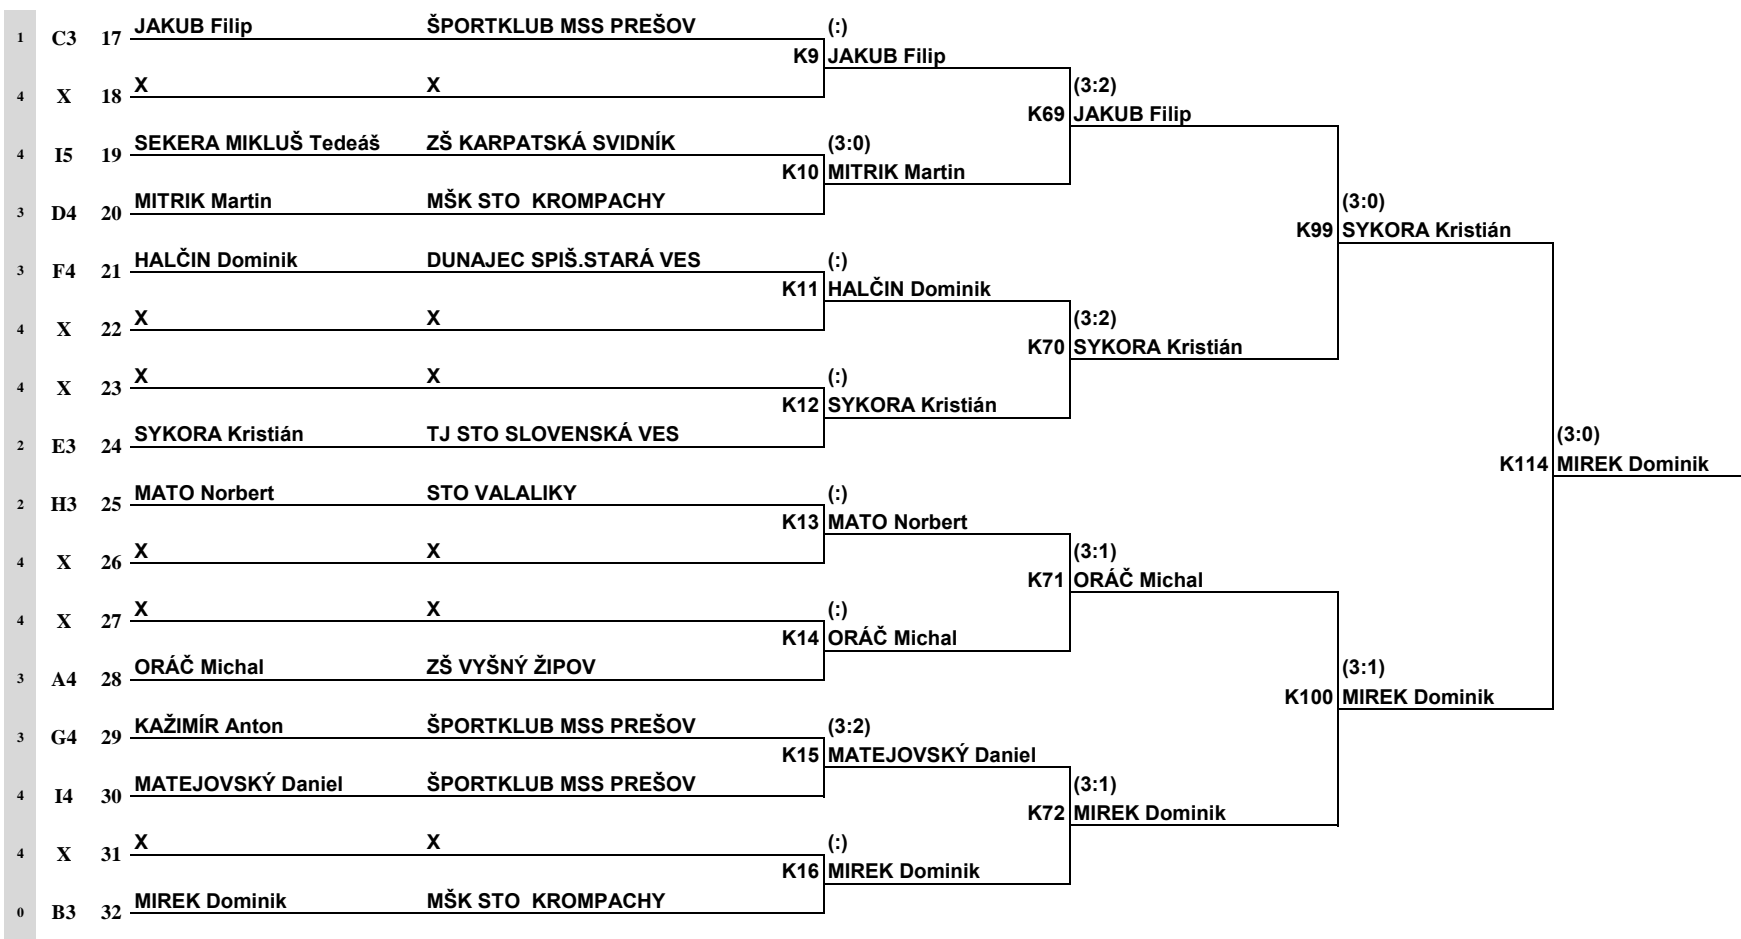 JAKUB Filip ŠPORTKLUB MSS PREŠOV (:)
1 C3 17
K9 JAKUB Filip
X X (3:2)
4 X 18
K69 JAKUB Filip
SEKERA MIKLUŠ Tedeáš ZŠ KARPATSKÁ SVIDNÍK (3:0)
4 I5 19
K10 MITRIK Martin
MITRIK Martin MŠK STO KROMPACHY (3:0)
3 D4 20
K99 SYKORA Kristián
HALČIN Dominik DUNAJEC SPIŠ.STARÁ VES (:)
3 F4 21
K11 HALČIN Dominik
X X (3:2)
4 X 22
K70 SYKORA Kristián
X X (:)
4 X 23
K12 SYKORA Kristián
SYKORA Kristián TJ STO SLOVENSKÁ VES (3:0)
2 E3 24
K114 MIREK Dominik
MATO Norbert STO VALALIKY (:)
2 H3 25
K13 MATO Norbert
X X (3:1)
4 X 26
K71 ORÁČ Michal
X X (:)
4 X 27
K14 ORÁČ Michal
ORÁČ Michal ZŠ VYŠNÝ ŽIPOV (3:1)
3 A4 28
K100 MIREK Dominik
KAŽIMÍR Anton ŠPORTKLUB MSS PREŠOV (3:2)
3 G4 29
K15 MATEJOVSKÝ Daniel
MATEJOVSKÝ Daniel ŠPORTKLUB MSS PREŠOV (3:1)
4 I4 30
K72 MIREK Dominik
X X (:)
4 X 31
K16 MIREK Dominik
MIREK Dominik MŠK STO KROMPACHY
0 B3 32